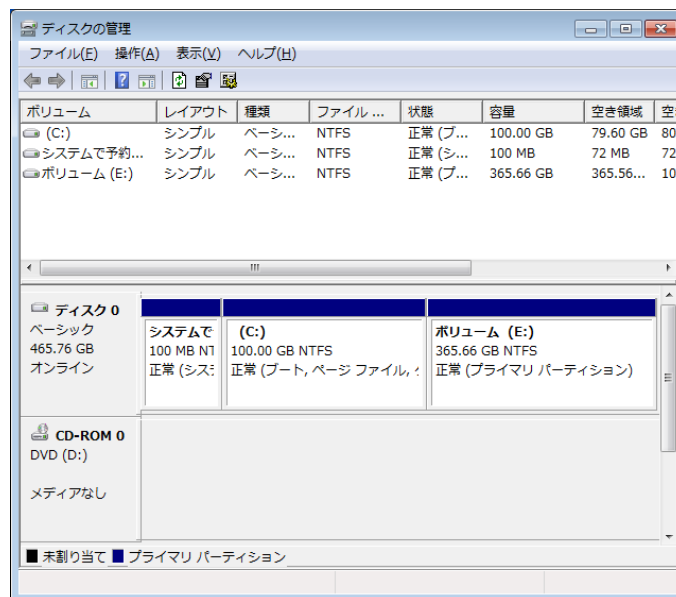 ディスクの管理
ファイル(F) 操作(A) 表示(V) ヘルプ(H)
ボリューム レイアウト 種類 ファイル ... 状態 容量 空き領域 空
(C:) シンプル ベーシ... NTFS 正常 (ブ... 100.00 GB 79.60 GB 80
システムで予約... シンプル ベーシ... NTFS 正常 (シ... 100 MB 72 MB 72
ボリューム (E:) シンプル ベーシ... NTFS 正常 (プ... 365.66 GB 365.56... 10
ディスク 0
ベーシック
465.76 GB
オンライン
システムで
100 MB NT
正常 (シス
(C:)
100.00 GB NTFS
正常 (ブート, ページ ファイル,
ボリューム (E:)
365.66 GB NTFS
正常 (プライマリ パーティション)
CD-ROM 0
DVD (D:)
メディアなし
未割り当て プライマリ パーティション